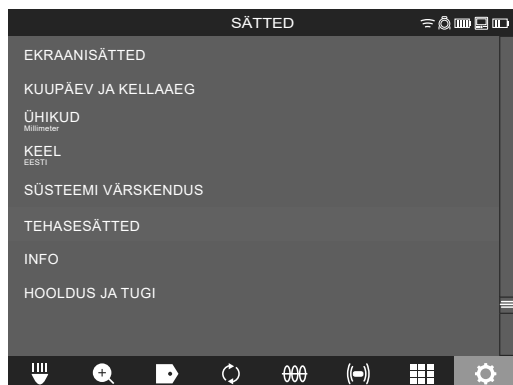 SÄTTED
EKRAANISÄTTED
KUUPÄEV JA KELLAAEG
ÜHIKUD
Millimeter
KEEL
EESTI
SÜSTEEMI VÄRSKENDUS
TEHASESÄTTED
INFO
HOOLDUS JA TUGI